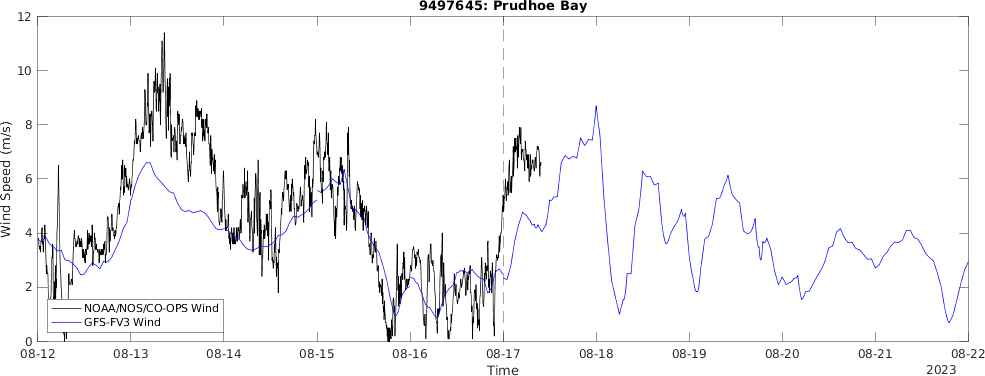 9497645: Prudhoe Bay
Wind Speed (m/s)
12
10
8
6
4
2
0
NOAA/NOS/CO-OPS Wind
GFS-FV3 Wind
08-12 08-13 08-14 08-15 08-16 08-17 08-18 08-19 08-20 08-21 08-22
Time
2023